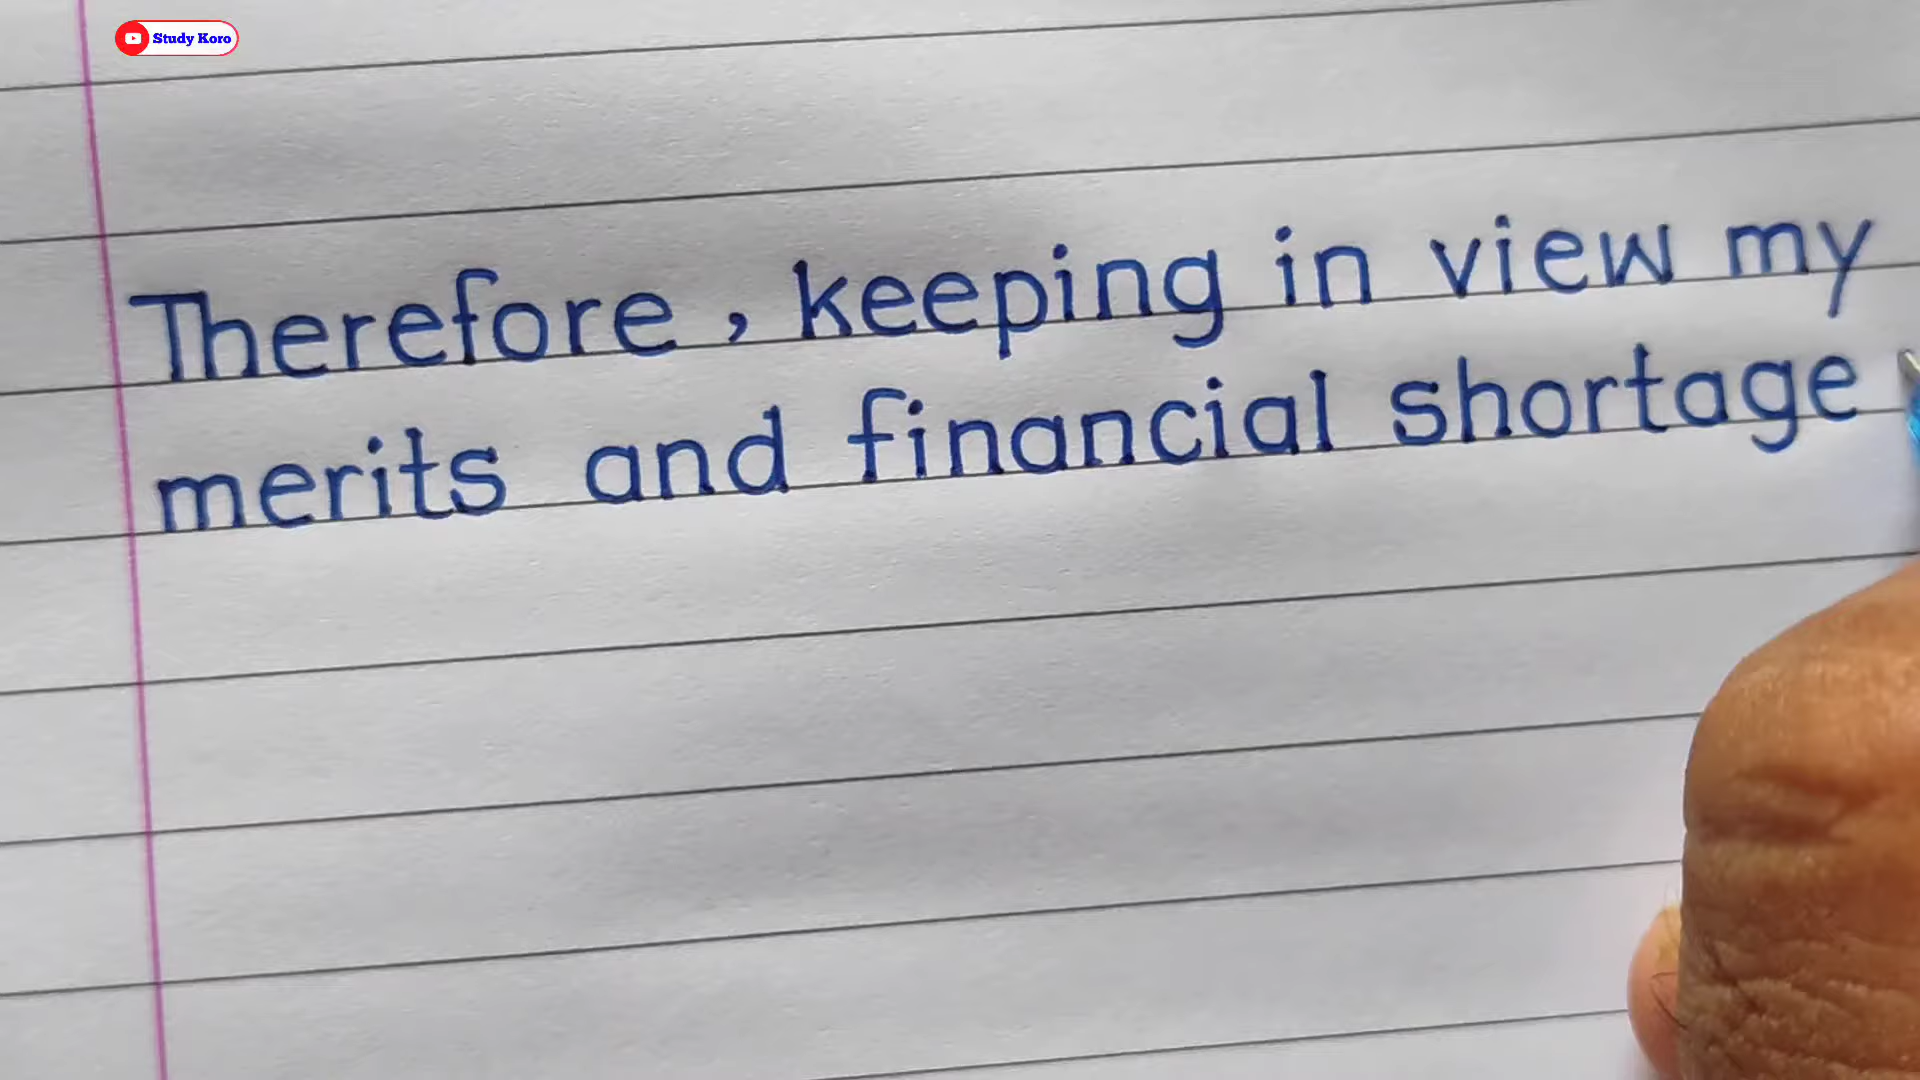 Study Koro
Therefore, keeping in view my
merits and financial shortage